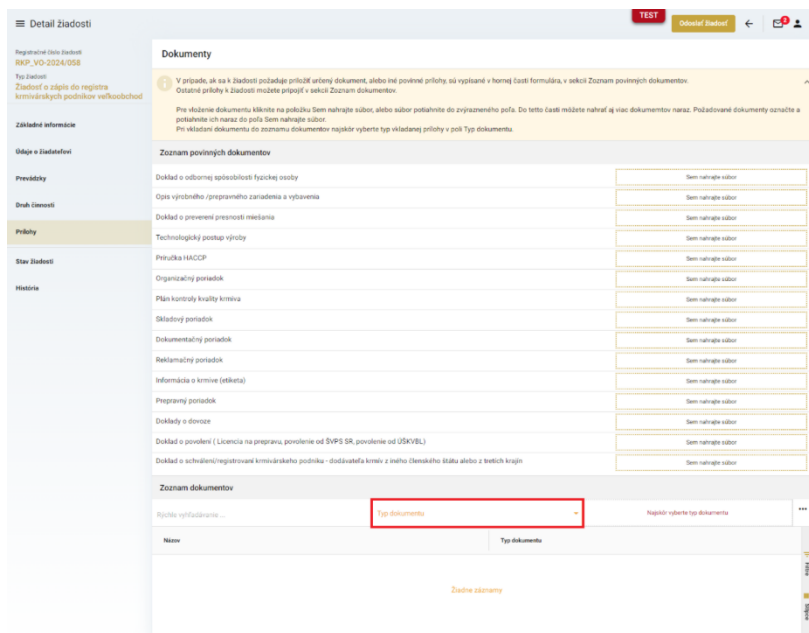 Detail žiadosti
TEST
Odoslať žiadosť
2
Registračné číslo žiadosti
RKP_VO-2024/058
Typ žiadosti
Žiadosť o zápis do registra
krmivárskych podnikov veľkoobchod
Základné informácie
Údaje o žiadateľovi
Prevádzky
Druh činnosti
Prílohy
Stav žiadosti
História
Dokumenty
V prípade, ak sa k žiadosti požaduje priložiť určený dokument, alebo iné povinné prílohy, sú vypísané v hornej časti formulára, v sekcii Zoznam povinných dokumentov.
Ostatné prílohy k žiadosti môžete pripojiť v sekcii Zoznam dokumentov.
Pre vloženie dokumentu kliknite na položku Sem nahrajte súbor, alebo súbor potiahnite do zvýrazneného poľa. Do tetto časti môžete nahrať aj viac dokumemtov naraz. Požadované dokumenty označte a
potiahnite ich naraz do poľa Sem nahrajte súbor.
Pri vkladaní dokumentu do zoznamu dokumentov najskôr vyberte typ vkladanej prílohy v poli Typ dokumentu.
Zoznam povinných dokumentov
Doklad o odbornej spôsobilosti fyzickej osoby Sem nahrajte súbor
Opis výrobného /prepravného zariadenia a vybavenia Sem nahrajte súbor
Doklad o preverení presnosti miešania Sem nahrajte súbor
Technologický postup výroby Sem nahrajte súbor
Príručka HACCP Sem nahrajte súbor
Organizačný poriadok Sem nahrajte súbor
Plán kontroly kvality krmiva Sem nahrajte súbor
Skladový poriadok Sem nahrajte súbor
Dokumentačný poriadok Sem nahrajte súbor
Reklamačný poriadok Sem nahrajte súbor
Informácia o krmive (etiketa) Sem nahrajte súbor
Prepravný poriadok Sem nahrajte súbor
Doklady o dovoze Sem nahrajte súbor
Doklad o povolení ( Licencia na prepravu, povolenie od ŠVPS SR, povolenie od ÚŠKVBL) Sem nahrajte súbor
Doklad o schválení/registrovaní krmivárskeho podniku - dodávateľa krmív z iného členského štátu alebo z tretích krajín Sem nahrajte súbor
Zoznam dokumentov
Rýchle vyhľadávanie ... Typ dokumentu Najskôr vyberte typ dokumentu
Názov Typ dokumentu
Žiadne záznamy